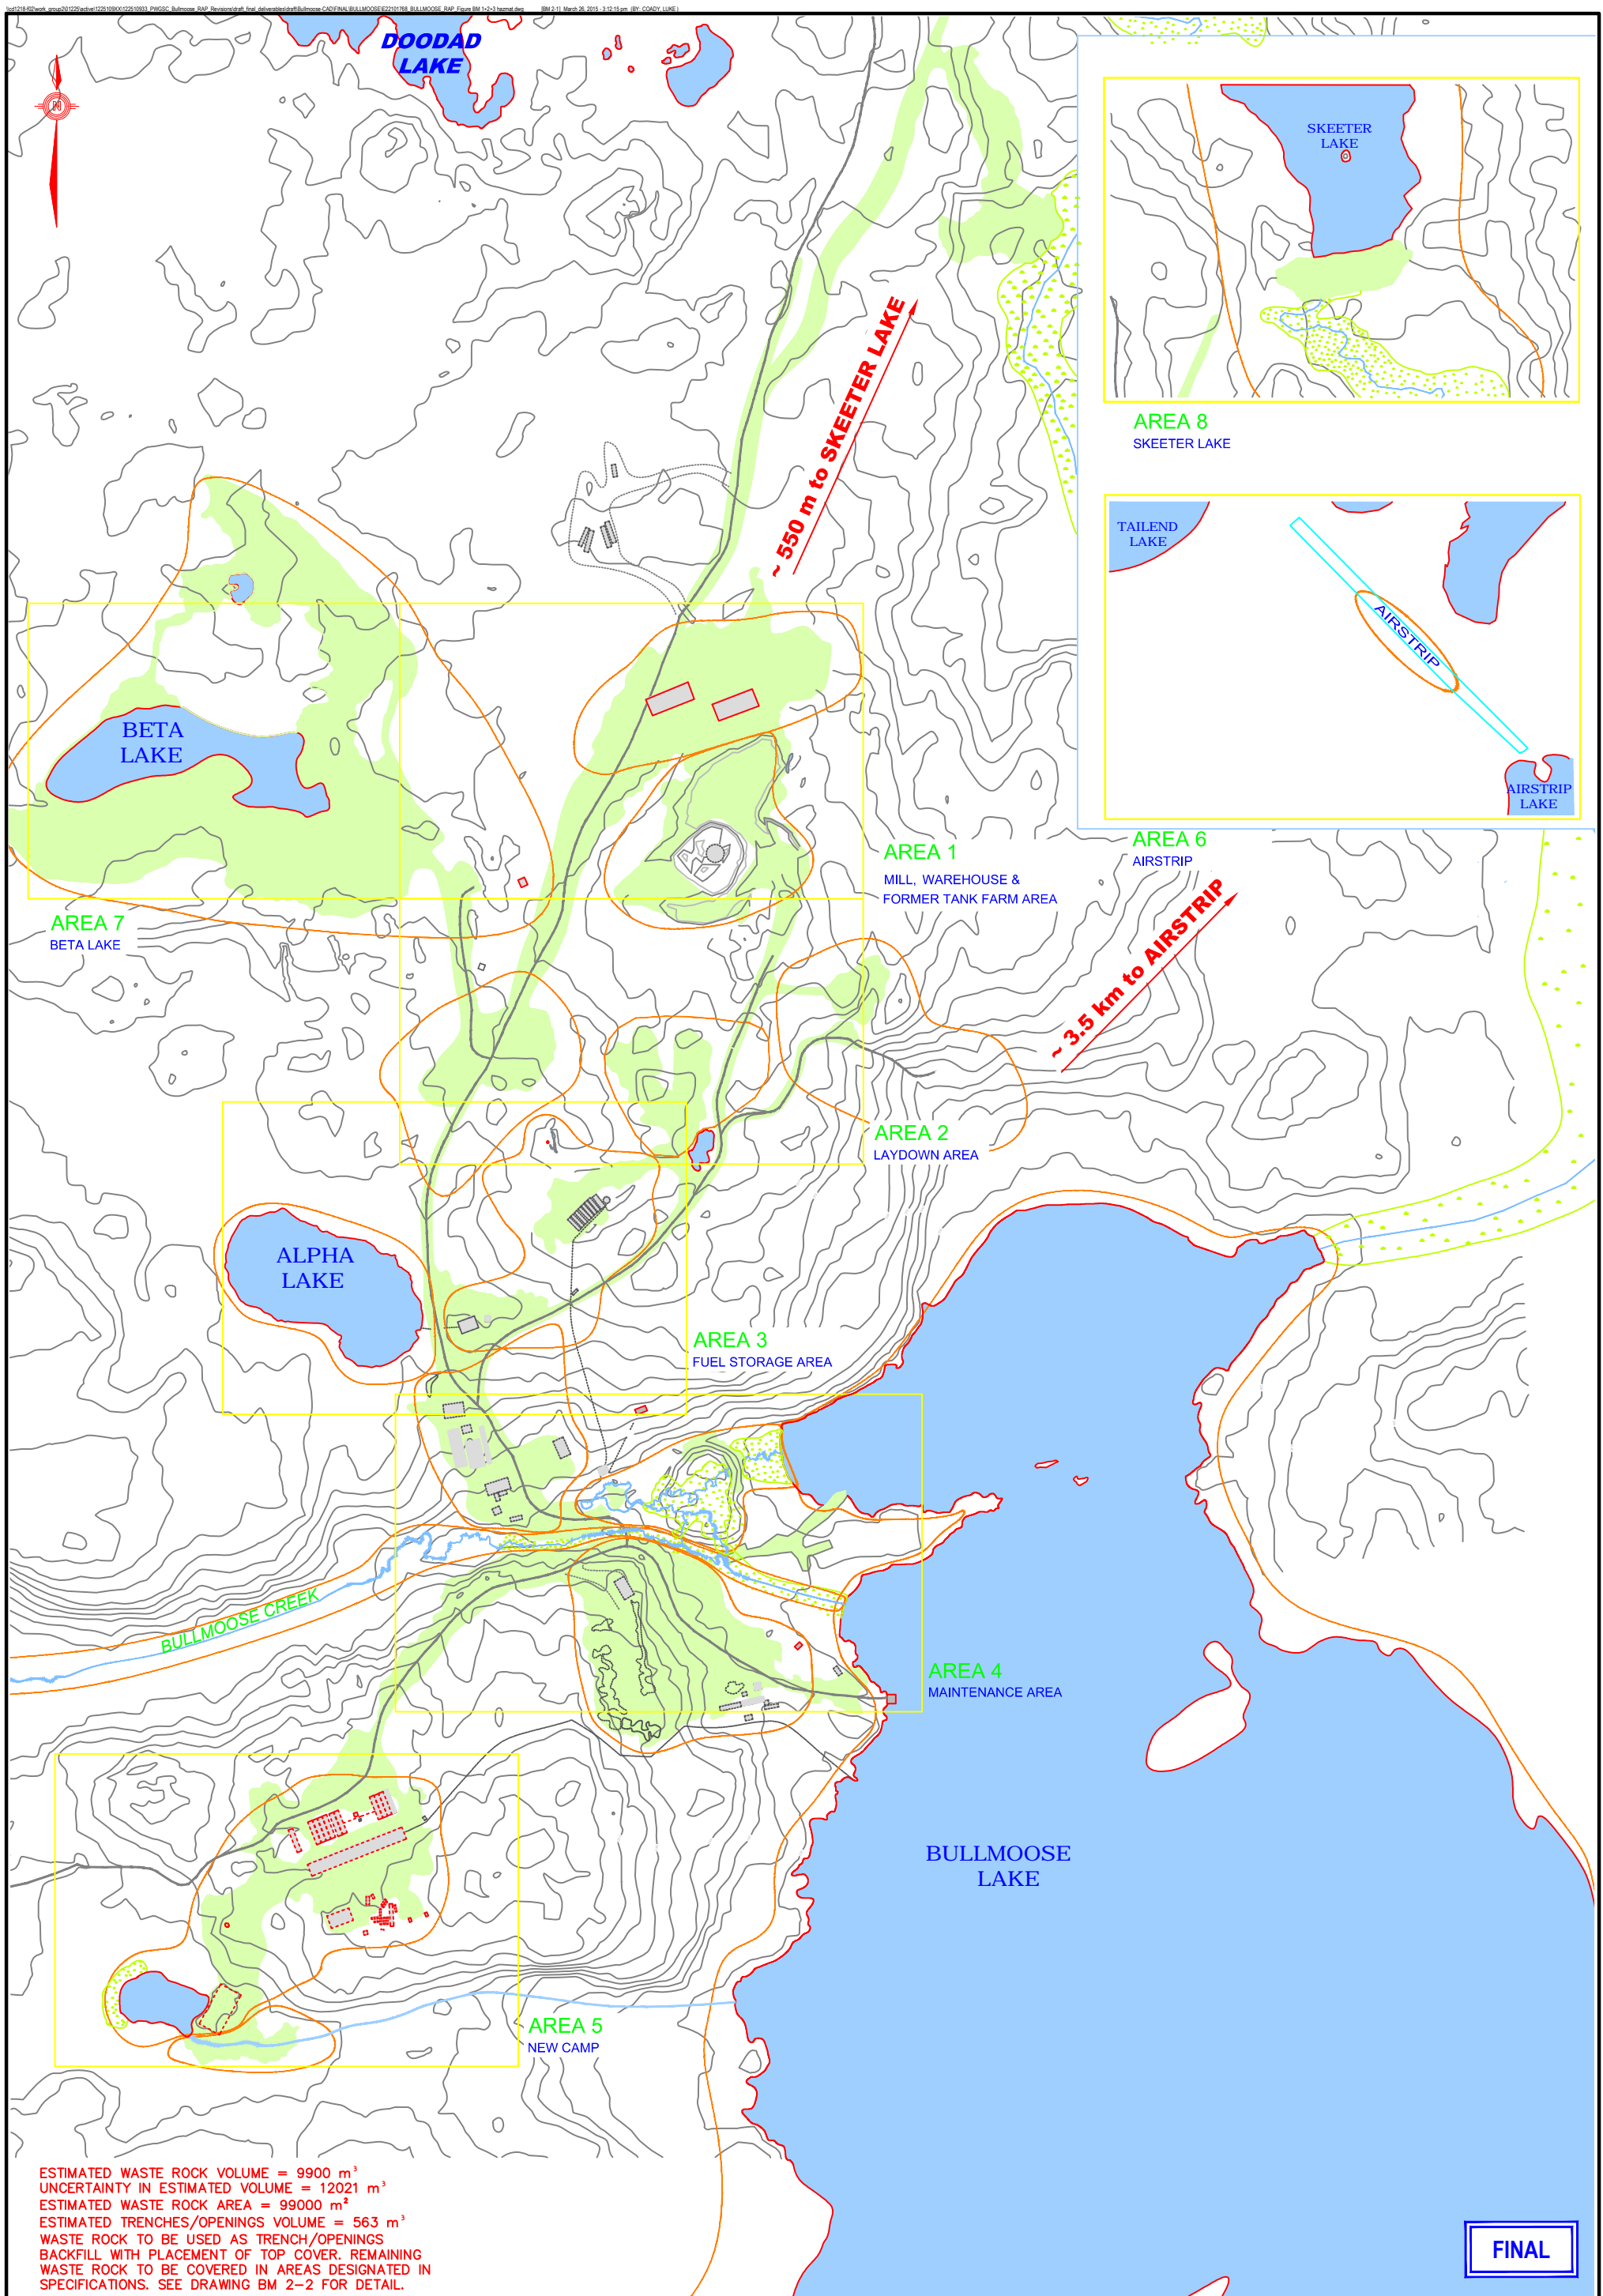 DOODAD
LAKE
N
SKEETER
LAKE
~ 550 m to SKEETER LAKE
AREA 8
SKEETER LAKE
TAILEND
LAKE
AIRSTRIP
AIRSTRIP
LAKE
BETA
LAKE
AREA 1
MILL, WAREHOUSE &
FORMER TANK FARM AREA
AREA 6
AIRSTRIP
AREA 7
BETA LAKE
~ 3.5 km to AIRSTRIP
AREA 2
LAYDOWN AREA
ALPHA
LAKE
AREA 3
FUEL STORAGE AREA
BULLMOOSE CREEK
AREA 4
MAINTENANCE AREA
BULLMOOSE
LAKE
AREA 5
NEW CAMP
ESTIMATED WASTE ROCK VOLUME = 9900 m³
UNCERTAINTY IN ESTIMATED VOLUME = 12021 m³
ESTIMATED WASTE ROCK AREA = 99000 m²
ESTIMATED TRENCHES/OPENINGS VOLUME = 563 m³
WASTE ROCK TO BE USED AS TRENCH/OPENINGS
BACKFILL WITH PLACEMENT OF TOP COVER. REMAINING
WASTE ROCK TO BE COVERED IN AREAS DESIGNATED IN
SPECIFICATIONS. SEE DRAWING BM 2-2 FOR DETAIL.
FINAL